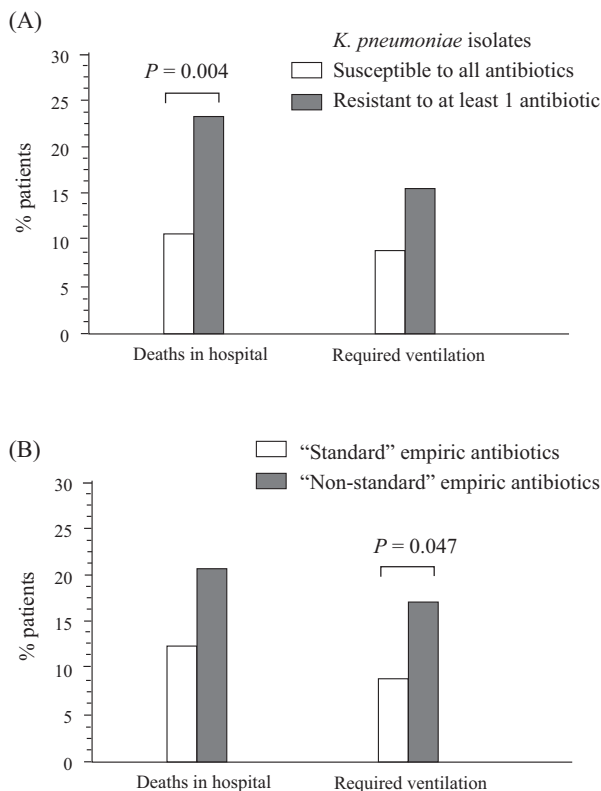 (A)
K. pneumoniae isolates
Susceptible to all antibiotics
Resistant to at least 1 antibiotic
P = 0.004
% patients
30
25
20
15
10
5
0
Deaths in hospital
Required ventilation
(B)
“Standard” empiric antibiotics
“Non-standard” empiric antibiotics
P = 0.047
% patients
30
25
20
15
10
5
0
Deaths in hospital
Required ventilation